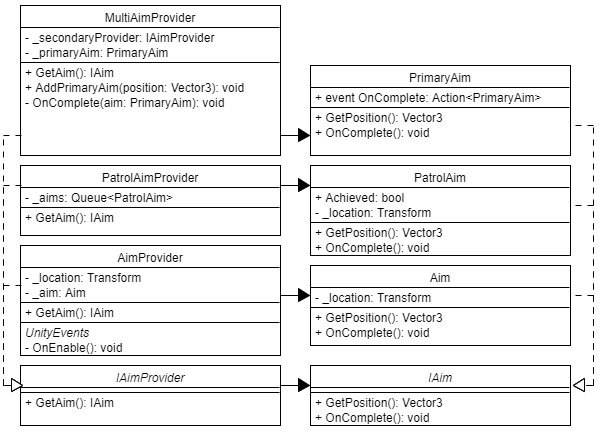 MultiAimProvider
- _secondaryProvider: IAimProvider
- _primaryAim: PrimaryAim
+ GetAim(): IAim
+ AddPrimaryAim(position: Vector3): void
- OnComplete(aim: PrimaryAim): void
PrimaryAim
+ event OnComplete: Action<PrimaryAim>
+ GetPosition(): Vector3
+ OnComplete(): void
PatrolAimProvider
- _aims: Queue<PatrolAim>
+ GetAim(): IAim
PatrolAim
+ Achieved: bool
- _location: Transform
+ GetPosition(): Vector3
+ OnComplete(): void
AimProvider
- _location: Transform
- _aim: Aim
+ GetAim(): IAim
UnityEvents
- OnEnable(): void
Aim
- _location: Transform
+ GetPosition(): Vector3
+ OnComplete(): void
IAimProvider
+ GetAim(): IAim
IAim
+ GetPosition(): Vector3
+ OnComplete(): void